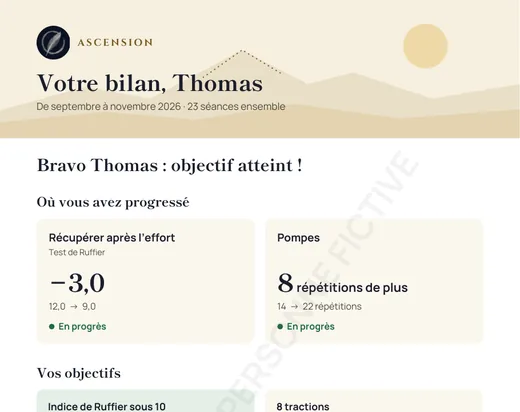 ASCENSION
Votre bilan, Thomas
De septembre à novembre 2026 · 23 séances ensemble
Bravo Thomas : objectif atteint !
Où vous avez progressé
Récupérer après l'effort
Test de Ruffier
−3,0
12,0 → 9,0
En progrès
Pompes
8 répétitions de plus
14 → 22 répétitions
En progrès
Vos objectifs
Indice de Ruffier sous 10
8 tractions
FICTIVE